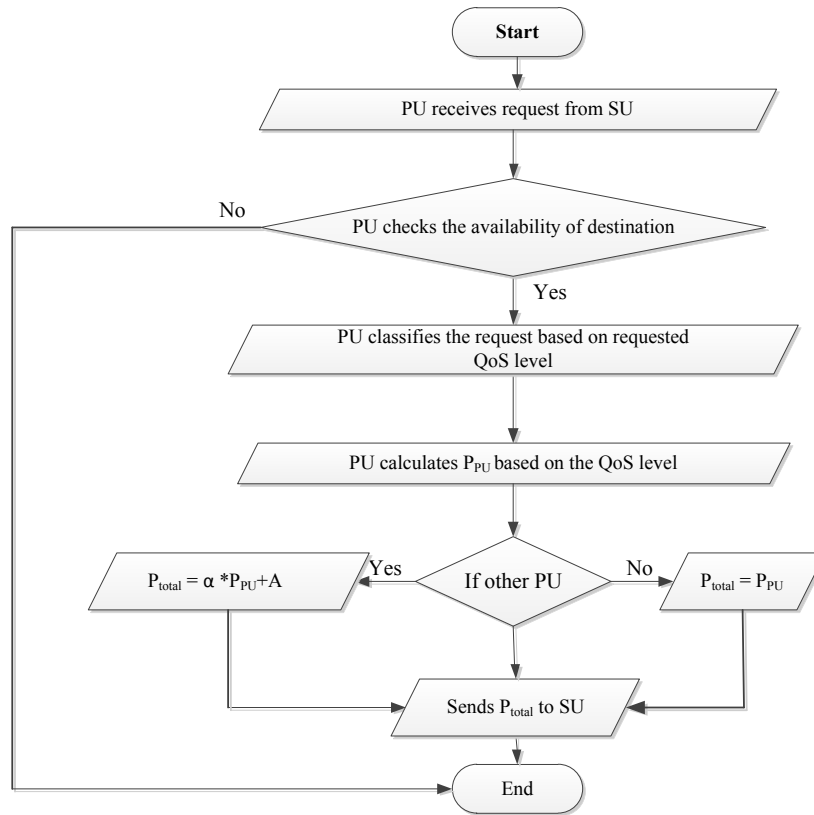 Start
PU receives request from SU
No
PU checks the availability of destination
Yes
PU classifies the request based on requested
QoS level
PU calculates P_PU based on the QoS level
P_total = α *P_PU+A
Yes
If other PU
No
P_total = P_PU
Sends P_total to SU
End